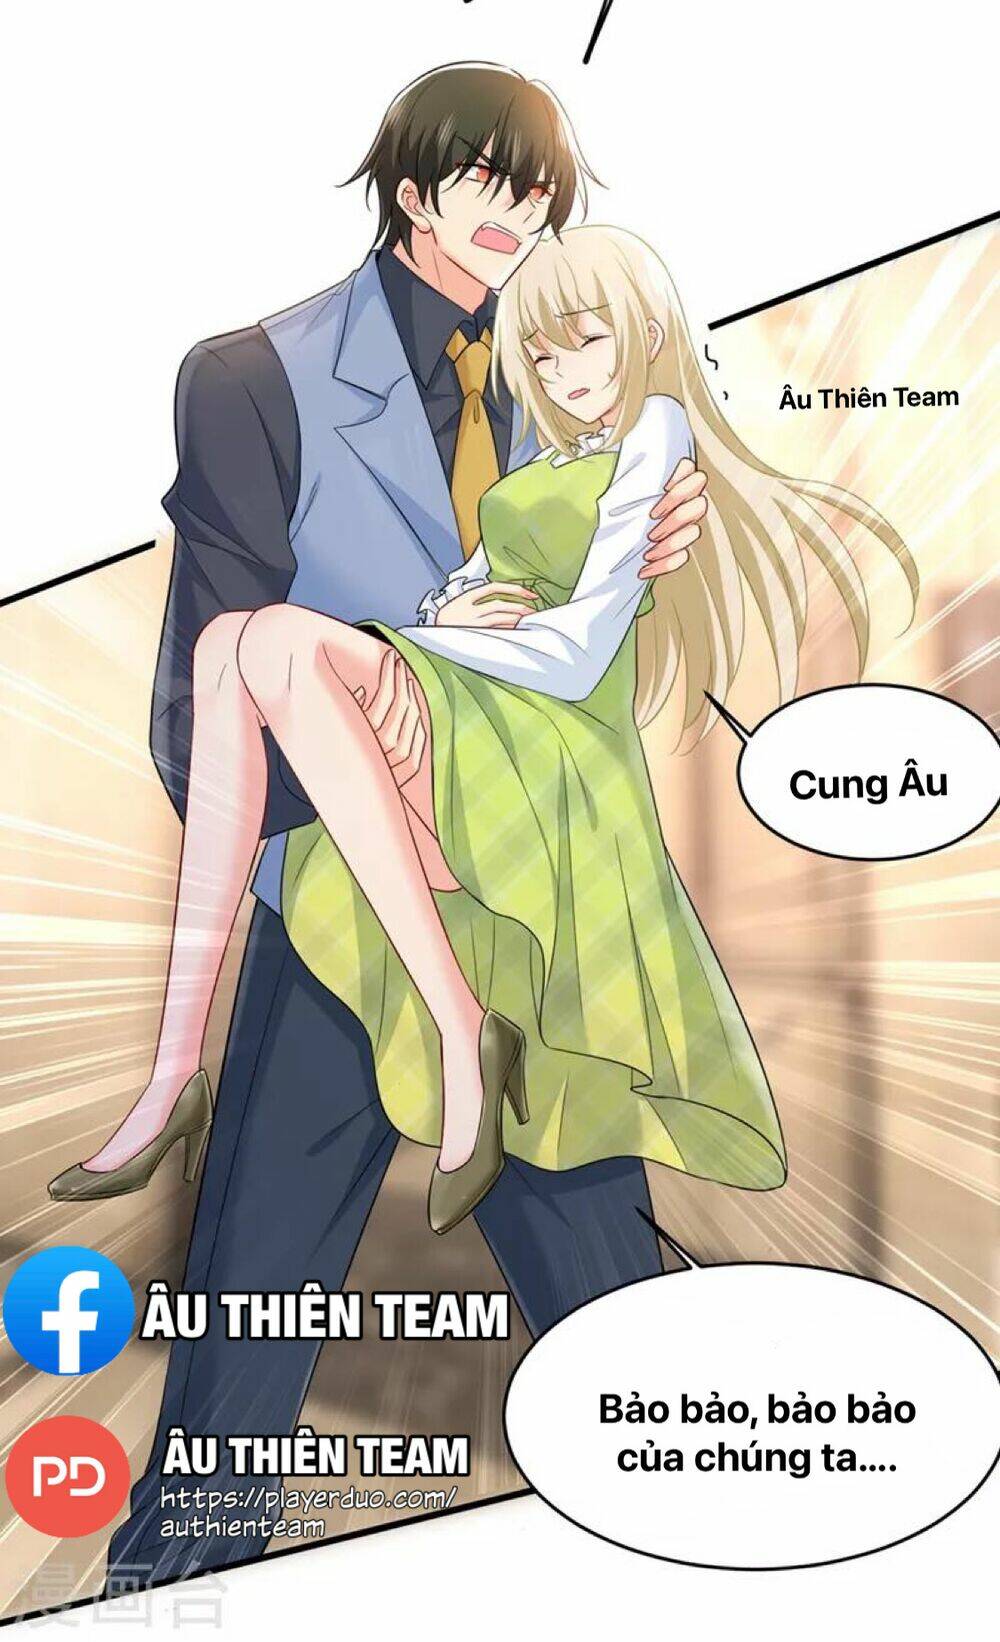 Âu Thiên Team
Cung Âu
ÂU THIÊN TEAM
Bảo bảo, bảo bảo
của chúng ta....
PD
ÂU THIÊN TEAM
https://playerduo.com/
authienteam
漫画台